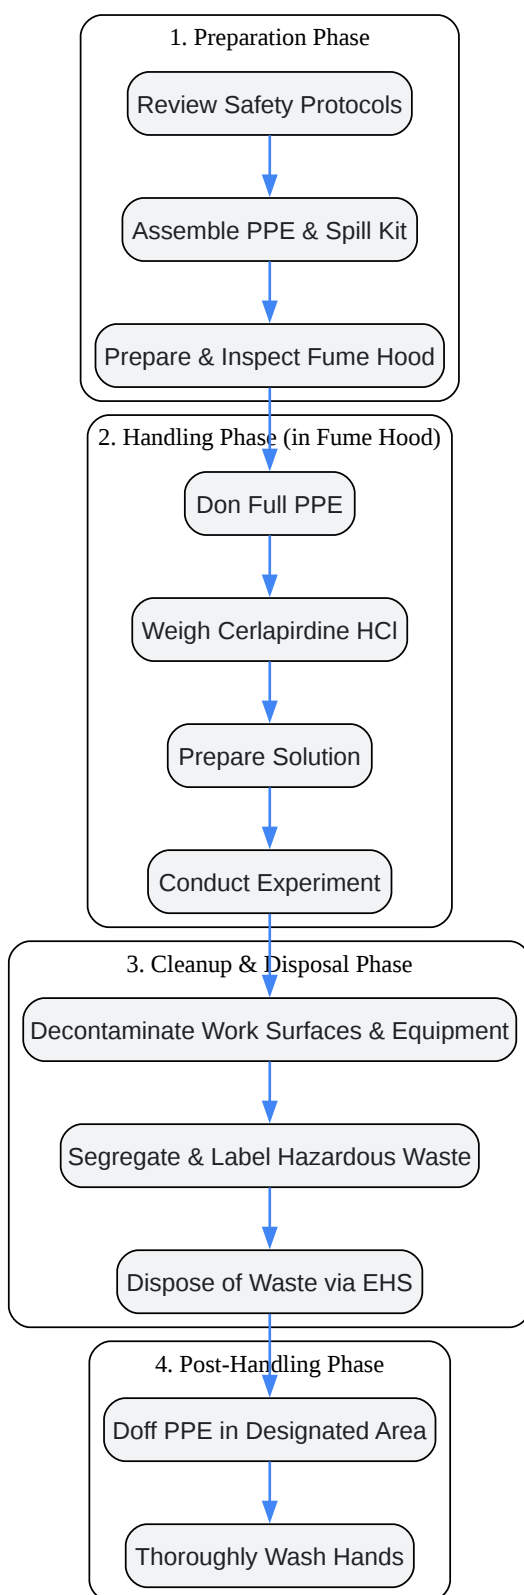 1. Preparation Phase
Review Safety Protocols
Assemble PPE & Spill Kit
Prepare & Inspect Fume Hood
2. Handling Phase (in Fume Hood)
Don Full PPE
Weigh Cerlapirdine HCl
Prepare Solution
Conduct Experiment
3. Cleanup & Disposal Phase
Decontaminate Work Surfaces & Equipment
Segregate & Label Hazardous Waste
Dispose of Waste via EHS
4. Post-Handling Phase
Doff PPE in Designated Area
Thoroughly Wash Hands